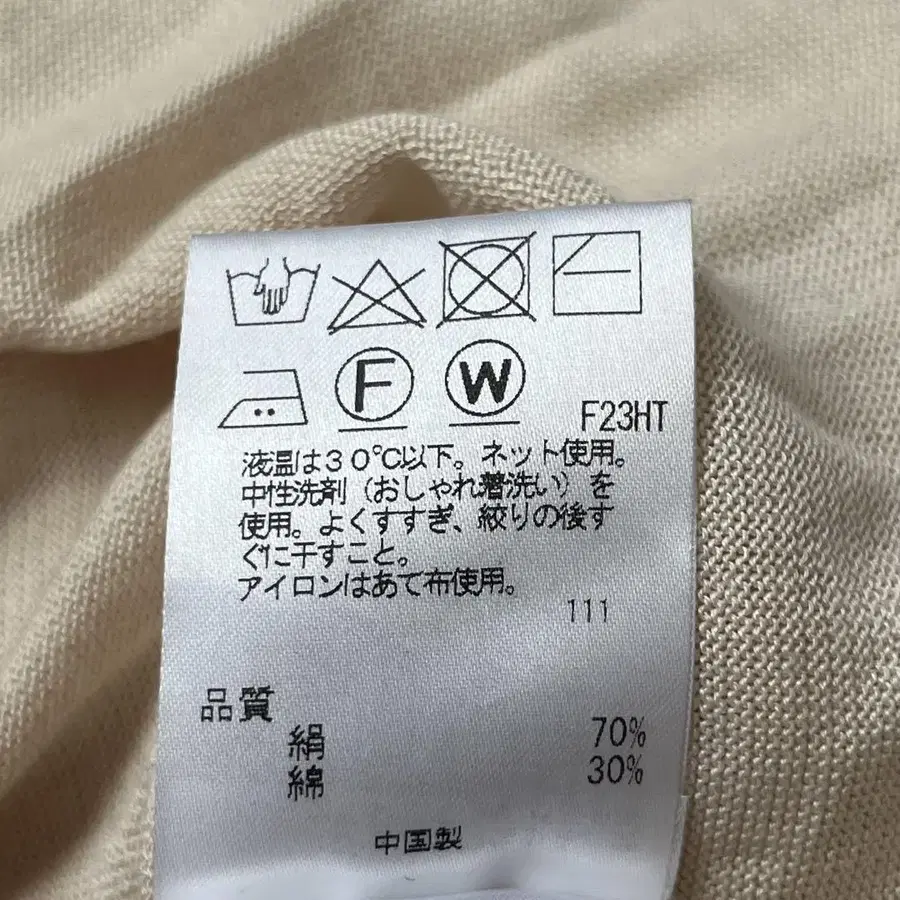 F
W
F23HT
液温は30℃以下。ネット使用。
中性洗剤（おしゃれ着洗い）を
使用。よくすすぎ、絞りの後す
ぐに干すこと。
アイロンはあて布使用。
111
品質
絹 70%
綿 30%
中国製